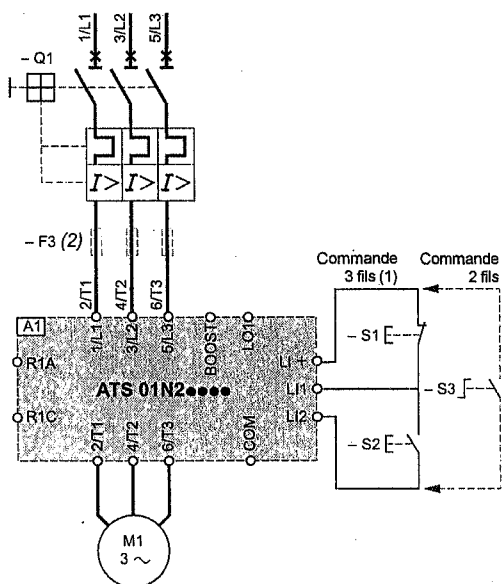 1/L1
3/L2
5/L3
– Q1
I>
I>
I>
– F3 (2)
2/T1
4/T2
6/T3
Commande
3 fils (1)
Commande
2 fils
A1
1/L1
3/L2
5/L3
BOOST
LO1
R1A
LI +
– S1
ATS 01N2●●●●
LI1
– S3
R1C
LI2
2/T1
4/T2
6/T3
COM
– S2
M1
3 ~